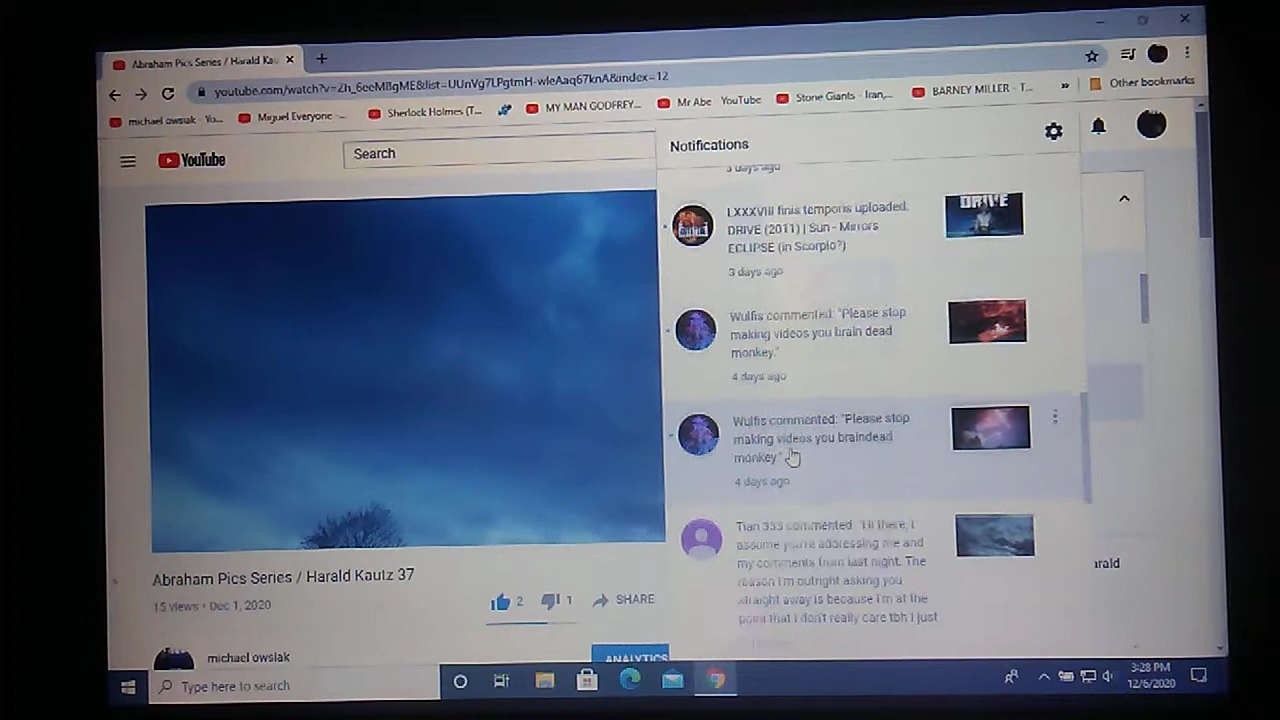 Abraham Pics Series / Harald Kau
youtube.com/watch?v=Zh_6eeMBgME&list=UUnVg7LPgtmH-wleAaq67knA&index=12
michael owsiak Yo...
Miguel Everyone -...
Sherlock Holmes (T...
MY MAN GODFREY...
Mr Abe YouTube
Stone Giants - Iran,...
BARNEY MILLER - T...
Other bookmarks
YouTube
Search
Notifications
3 days ago
LXXXVIII finis temporis uploaded:
DRIVE (2011) | Sun - Mirrors
ECLIPSE (in Scorpio?)
3 days ago
DRIVE
Wulfis commented: "Please stop
making videos you brain dead
monkey."
4 days ago
Wulfis commented: "Please stop
making videos you braindead
monkey"
4 days ago
Tian 353 commented: "Hi there, I
assume you're addressing me and
my comments from last night. The
reason I'm outright asking you
straight away is because I'm at the
point that I don't really care tbh I just
arald
Abraham Pics Series / Harald Kautz 37
15 views • Dec 1, 2020
2
1
SHARE
michael owsiak
ANALYTICS
Type here to search
3:28 PM
12/6/2020